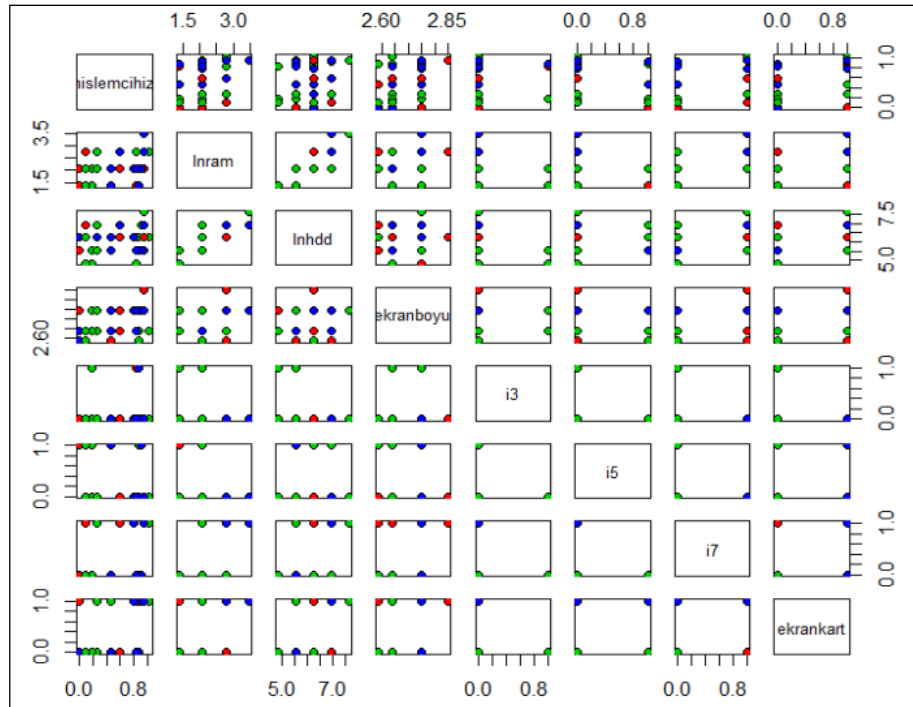 1.5 3.0 2.60 2.85 0.0 0.8 0.0 0.8
nislemcihiz 0.0 1.0
1.5 3.5 lnram
lnhdd 5.0 7.5
2.60 ekranboyu
i3 0.0 1.0
0.0 1.0 i5
i7 0.0 1.0
0.0 1.0 ekrankart
0.0 0.8 5.0 7.0 0.0 0.8 0.0 0.8